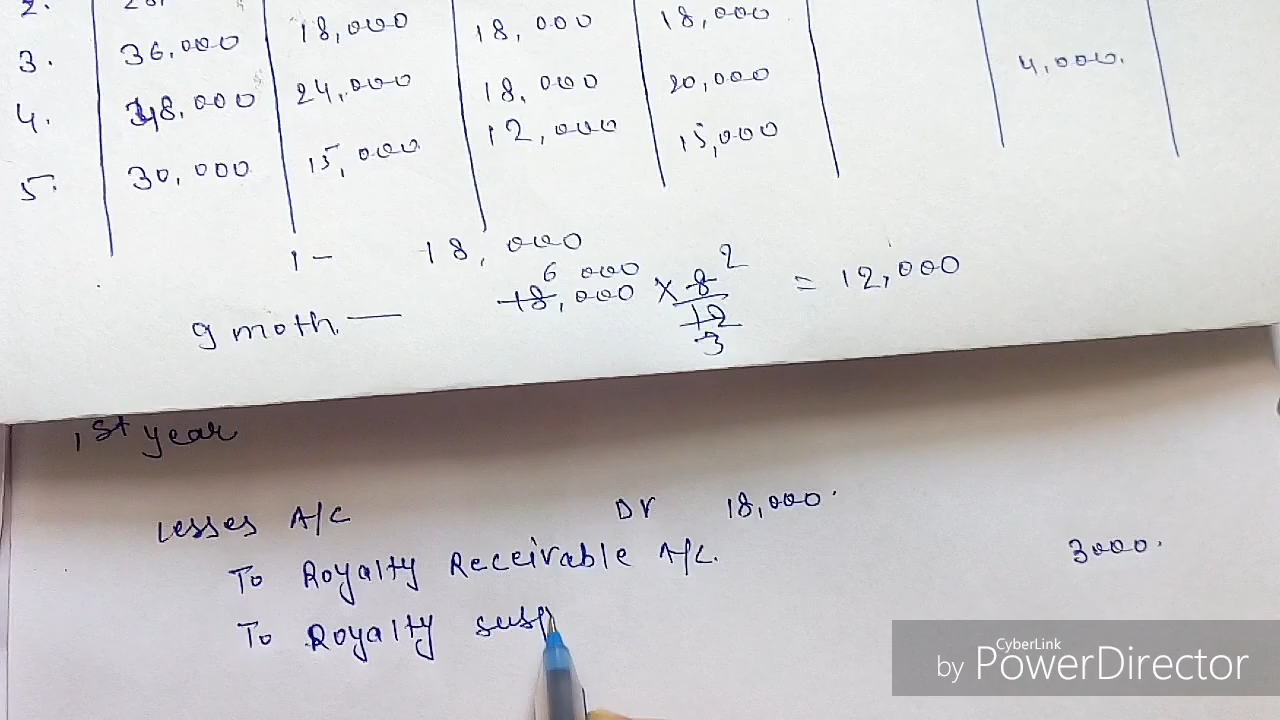 2.
3. 36,000 18,000 18,000 18,000
4. 48,000 24,000 18,000 20,000 4,000.
5. 30,000 15,000 12,000 15,000
1 - 18,000
6 000 2
9 moth. — 18,000 × 8 = 12,000
12
3
1st year
Lesses A/C Dr 18,000.
To Royalty Receivable A/C. 3000.
To Royalty susp
CyberLink
by PowerDirector